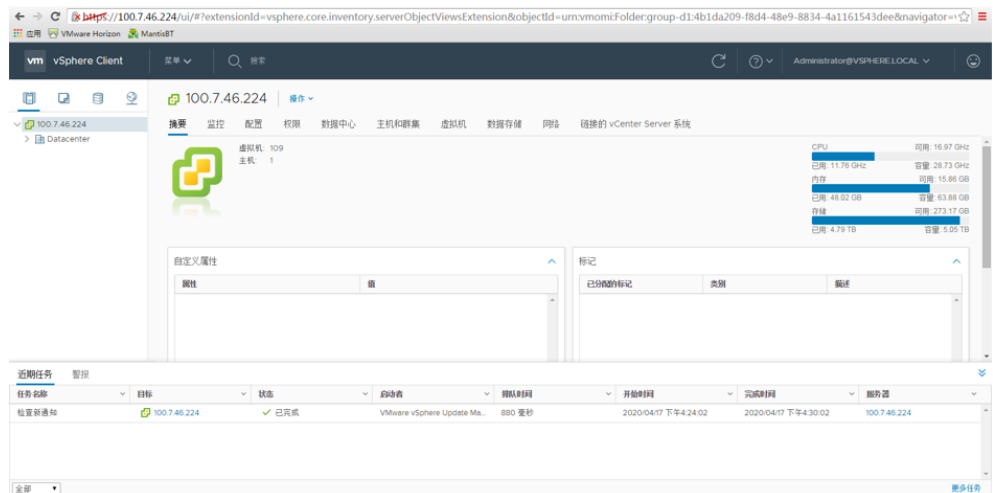 https://100.7.46.224/ui/#?extensionId=vsphere.core.inventory.serverObjectViewsExtension&objectId=urn:vmomi:Folder:group-d1:4b1da209-f8d4-48e9-8834-4a1161543dee&navigator=
应用 VMware Horizon MantisBT
vm vSphere Client 菜单 搜索 Administrator@VSPHERE.LOCAL
100.7.46.224 操作
100.7.46.224
Datacenter
摘要 监控 配置 权限 数据中心 主机和群集 虚拟机 数据存储 网络 链接的 vCenter Server 系统
虚拟机: 109
主机: 1
CPU 可用: 16.97 GHz
已用: 11.76 GHz 容量: 28.73 GHz
内存 可用: 15.86 GB
已用: 48.02 GB 容量: 63.88 GB
存储 可用: 273.17 GB
已用: 4.79 TB 容量: 5.05 TB
自定义属性 标记
属性 值 已分配的标记 类别 描述
近期任务 警报
任务名称 目标 状态 启动者 排队时间 开始时间 完成时间 服务器
检查新通知 100.7.46.224 已完成 VMware vSphere Update Ma... 880 毫秒 2020/04/17 下午4:24:02 2020/04/17 下午4:30:02 100.7.46.224
全部 更多任务